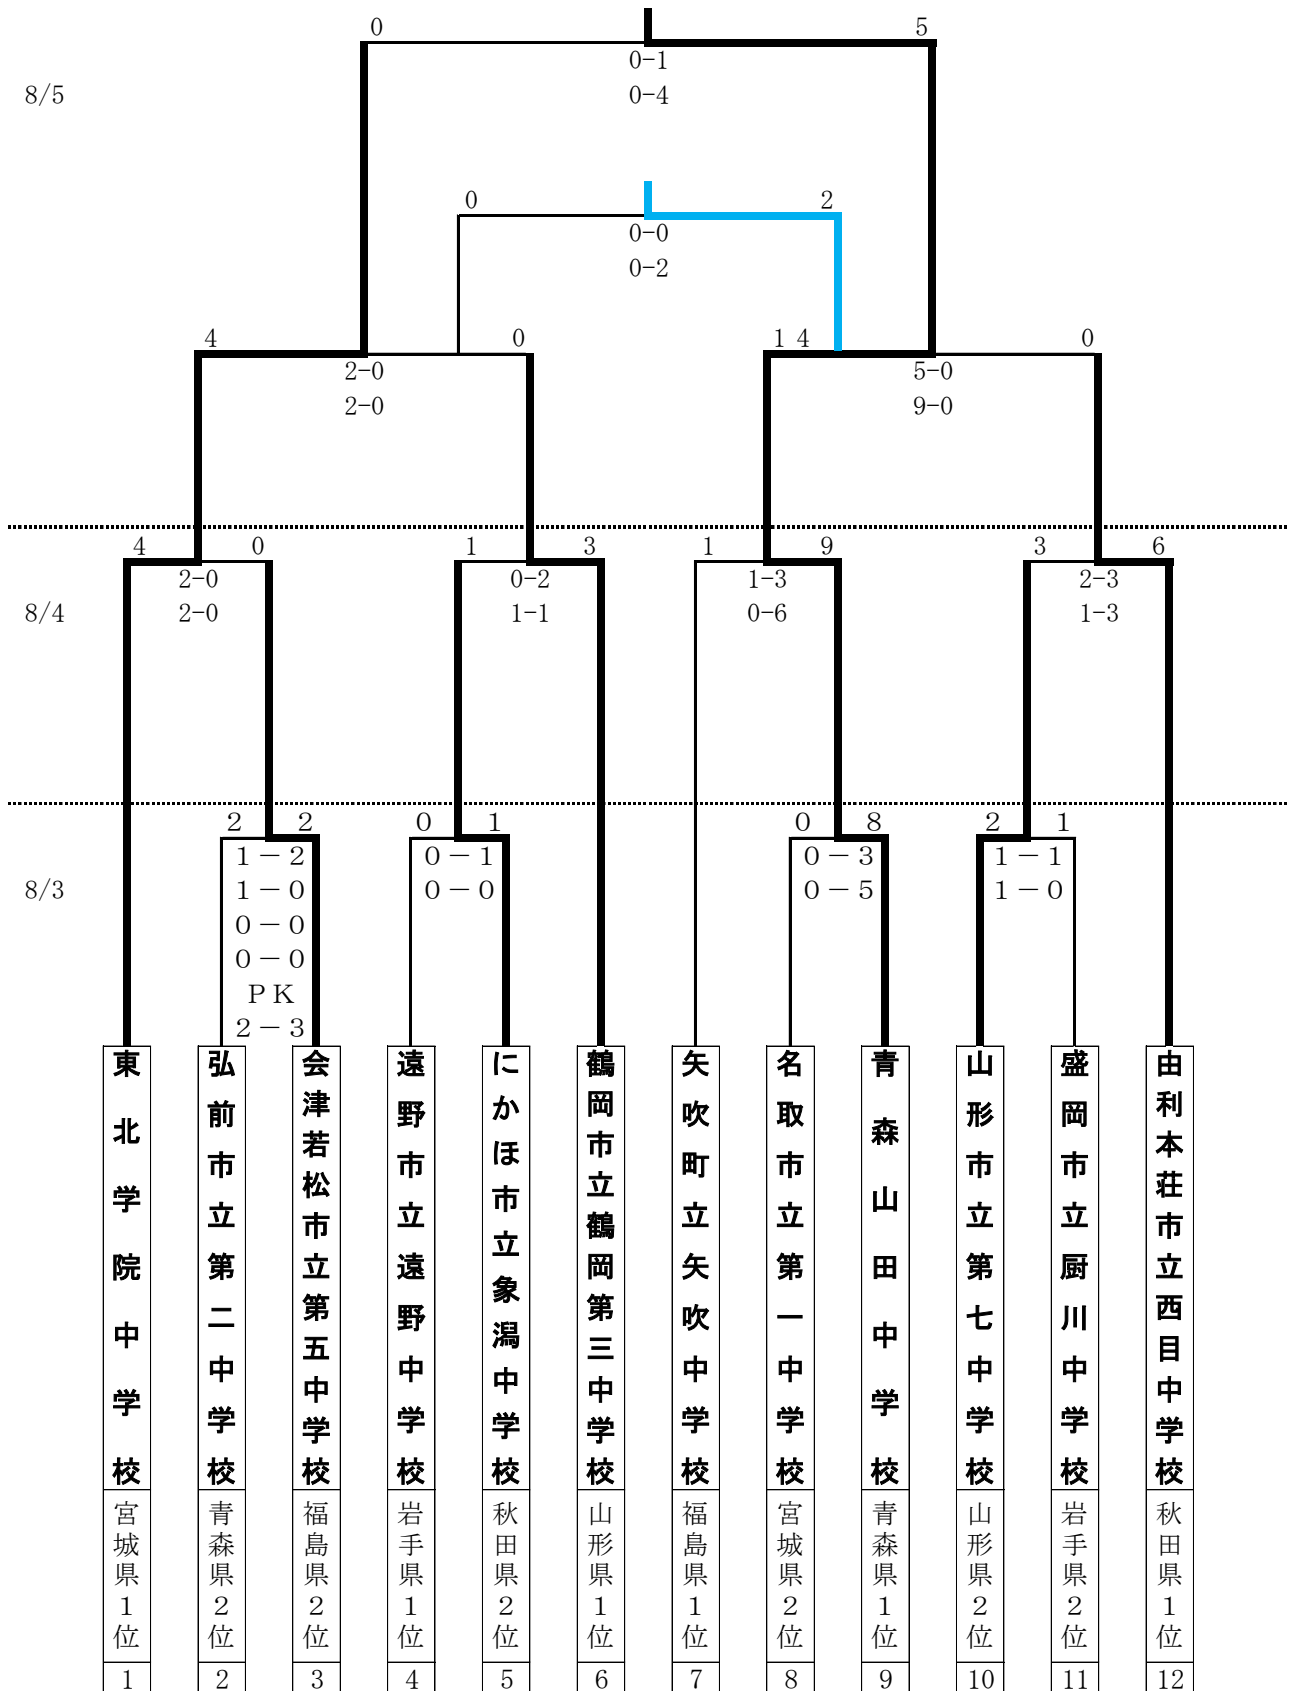 0 5
0-1
8/5 0-4
0 2
0-0
0-2
4 0 1 4 0
2-0 5-0
2-0 9-0
4 0 1 3 1 9 3 6
2-0 0-2 1-3 2-3
8/4 2-0 1-1 0-6 1-3
２ ２ ０ １ ０ ８ ２ １
１－２ ０－１ ０－３ １－１
8/3 １－０ ０－０ ０－５ １－０
０－０
０－０
ＰＫ
２－３
東北学院中学校
宮城県１位
1
弘前市立第二中学校
青森県２位
2
会津若松市立第五中学校
福島県２位
3
遠野市立遠野中学校
岩手県１位
4
にかほ市立象潟中学校
秋田県２位
5
鶴岡市立鶴岡第三中学校
山形県１位
6
矢吹町立矢吹中学校
福島県１位
7
名取市立第一中学校
宮城県２位
8
青森山田中学校
青森県１位
9
山形市立第七中学校
山形県２位
10
盛岡市立厨川中学校
岩手県２位
11
由利本荘市立西目中学校
秋田県１位
12